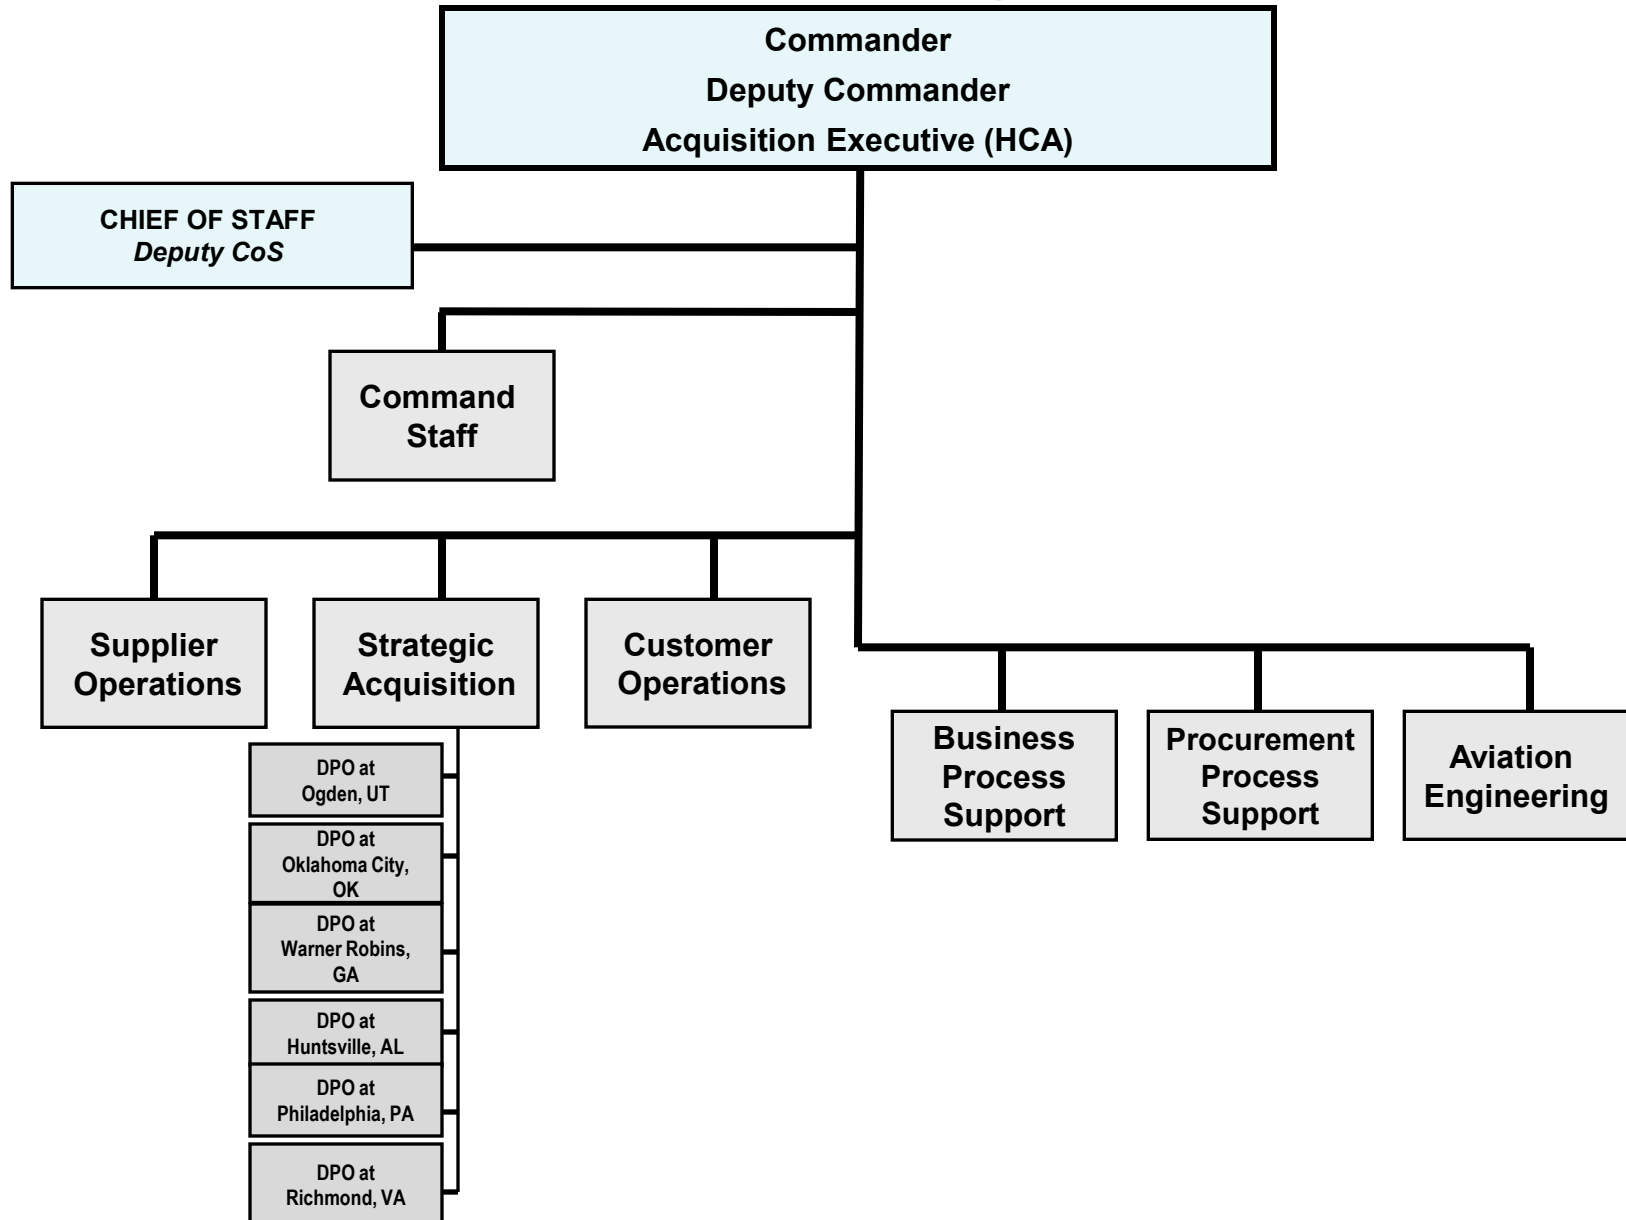 Commander
Deputy Commander
Acquisition Executive (HCA)
CHIEF OF STAFF
Deputy CoS
Command
Staff
Supplier
Operations
Strategic
Acquisition
Customer
Operations
Business
Process
Support
Procurement
Process
Support
Aviation
Engineering
DPO at
Ogden, UT
DPO at
Oklahoma City,
OK
DPO at
Warner Robins,
GA
DPO at
Huntsville, AL
DPO at
Philadelphia, PA
DPO at
Richmond, VA